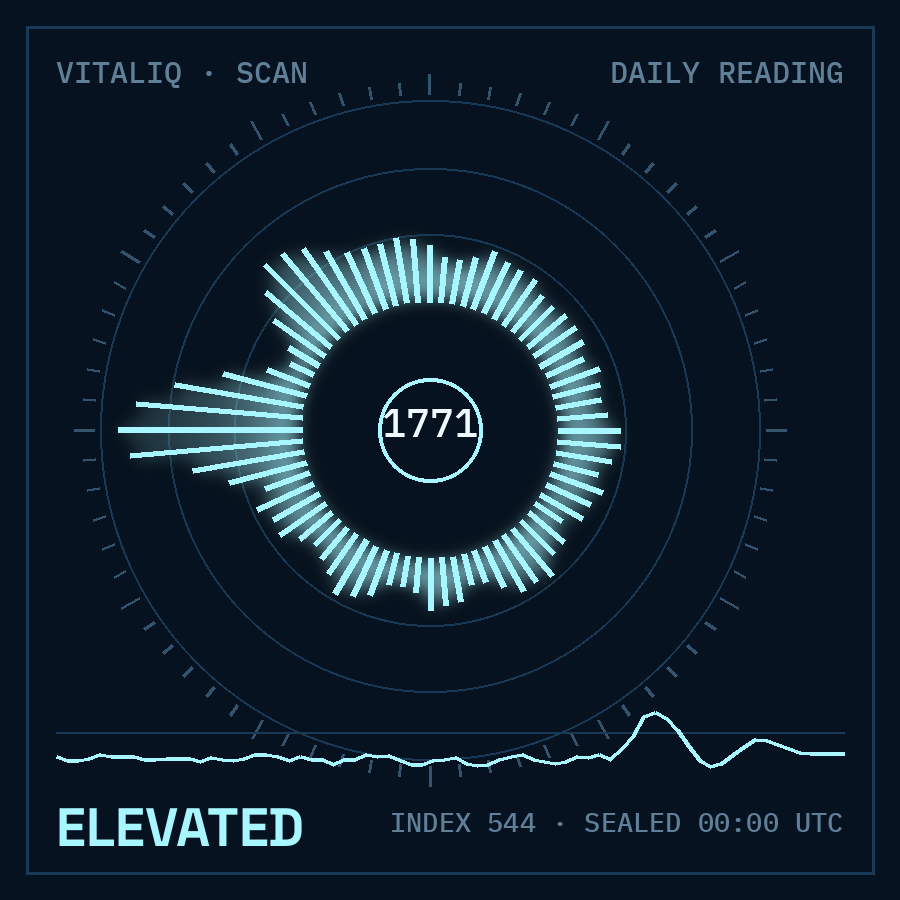 VITALIQ · SCAN
DAILY READING
1771
ELEVATED
INDEX 544 · SEALED 00:00 UTC